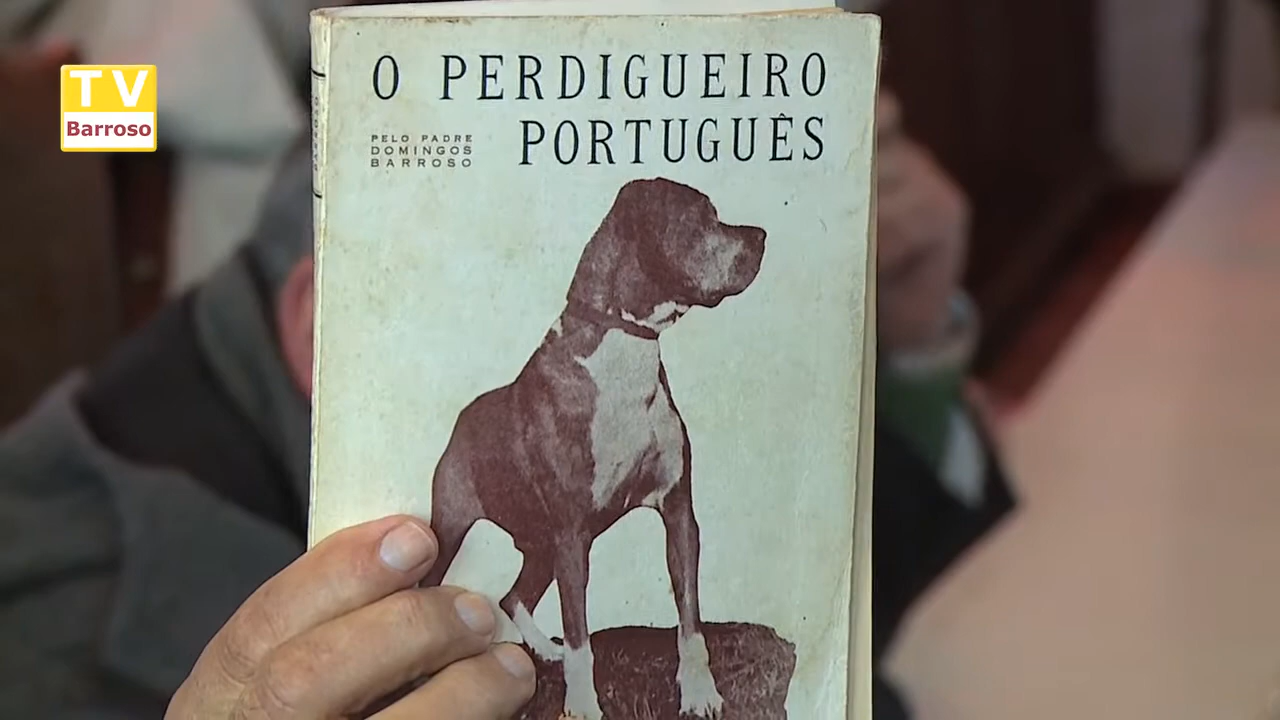 TV
Barroso
O PERDIGUEIRO
PORTUGUÊS
PELO PADRE
DOMINGOS
BARROSO